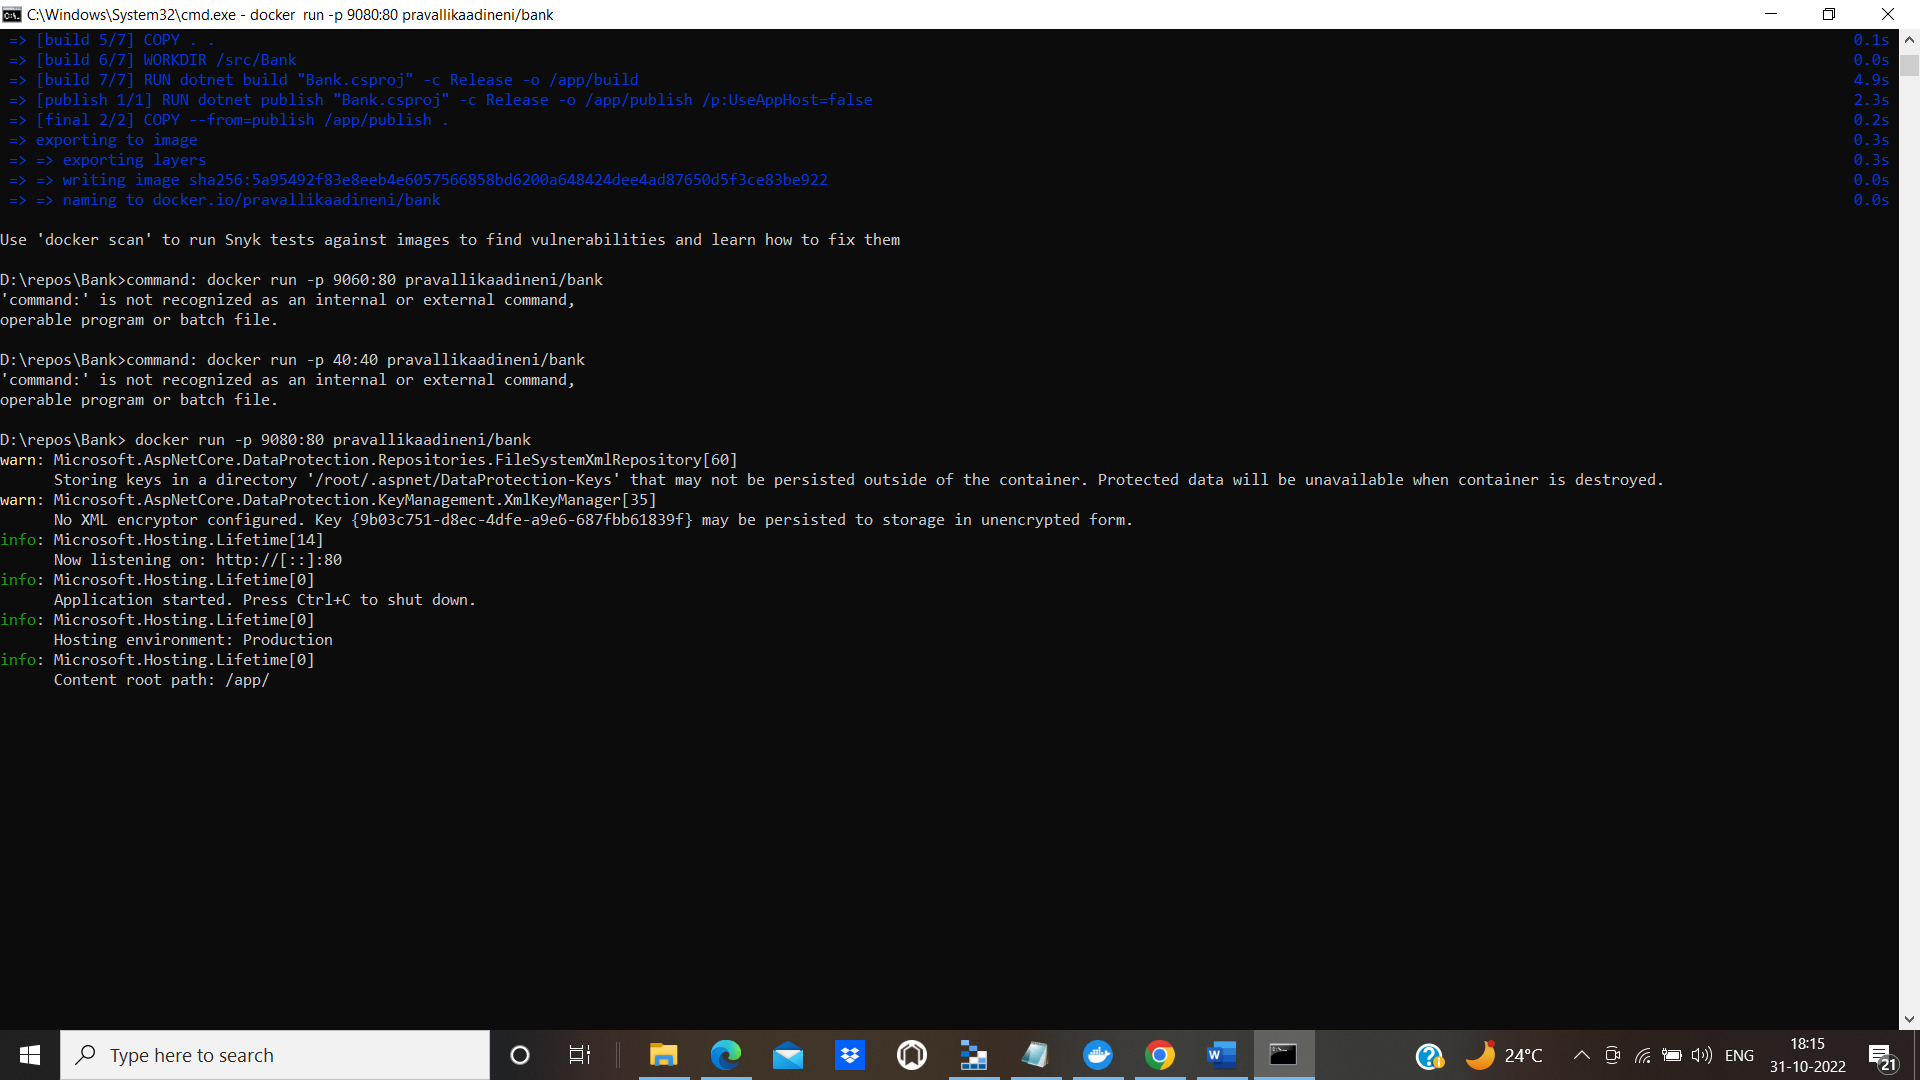 C:\Windows\System32\cmd.exe - docker  run -p 9080:80 pravallikaadineni/bank
=> [build 5/7] COPY . . 0.1s
=> [build 6/7] WORKDIR /src/Bank 0.0s
=> [build 7/7] RUN dotnet build "Bank.csproj" -c Release -o /app/build 4.9s
=> [publish 1/1] RUN dotnet publish "Bank.csproj" -c Release -o /app/publish /p:UseAppHost=false 2.3s
=> [final 2/2] COPY --from=publish /app/publish . 0.2s
=> exporting to image 0.3s
=> => exporting layers 0.3s
=> => writing image sha256:5a95492f83e8eeb4e6057566858bd6200a648424dee4ad87650d5f3ce83be922 0.0s
=> => naming to docker.io/pravallikaadineni/bank 0.0s
Use 'docker scan' to run Snyk tests against images to find vulnerabilities and learn how to fix them
D:\repos\Bank>command: docker run -p 9060:80 pravallikaadineni/bank
'command:' is not recognized as an internal or external command,
operable program or batch file.
D:\repos\Bank>command: docker run -p 40:40 pravallikaadineni/bank
'command:' is not recognized as an internal or external command,
operable program or batch file.
D:\repos\Bank> docker run -p 9080:80 pravallikaadineni/bank
warn: Microsoft.AspNetCore.DataProtection.Repositories.FileSystemXmlRepository[60]
Storing keys in a directory '/root/.aspnet/DataProtection-Keys' that may not be persisted outside of the container. Protected data will be unavailable when container is destroyed.
warn: Microsoft.AspNetCore.DataProtection.KeyManagement.XmlKeyManager[35]
No XML encryptor configured. Key {9b03c751-d8ec-4dfe-a9e6-687fbb61839f} may be persisted to storage in unencrypted form.
info: Microsoft.Hosting.Lifetime[14]
Now listening on: http://[::]:80
info: Microsoft.Hosting.Lifetime[0]
Application started. Press Ctrl+C to shut down.
info: Microsoft.Hosting.Lifetime[0]
Hosting environment: Production
info: Microsoft.Hosting.Lifetime[0]
Content root path: /app/
Type here to search
24°C
ENG
18:15
31-10-2022
21